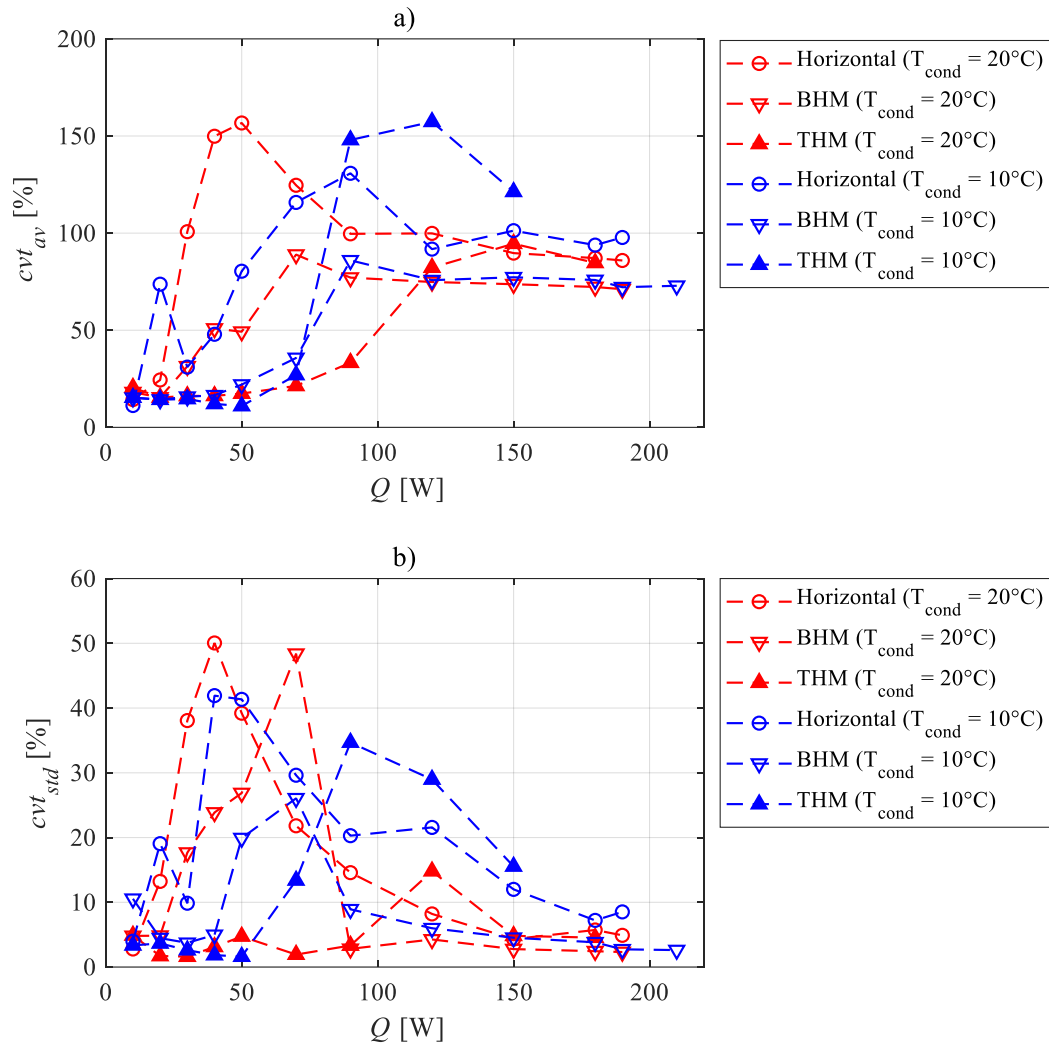 a)
200
150
100
50
0
cvt_av [%]
0 50 100 150 200
Q [W]
Horizontal (T_cond = 20°C)
BHM (T_cond = 20°C)
THM (T_cond = 20°C)
Horizontal (T_cond = 10°C)
BHM (T_cond = 10°C)
THM (T_cond = 10°C)
b)
60
50
40
30
20
10
0
cvt_std [%]
0 50 100 150 200
Q [W]
Horizontal (T_cond = 20°C)
BHM (T_cond = 20°C)
THM (T_cond = 20°C)
Horizontal (T_cond = 10°C)
BHM (T_cond = 10°C)
THM (T_cond = 10°C)